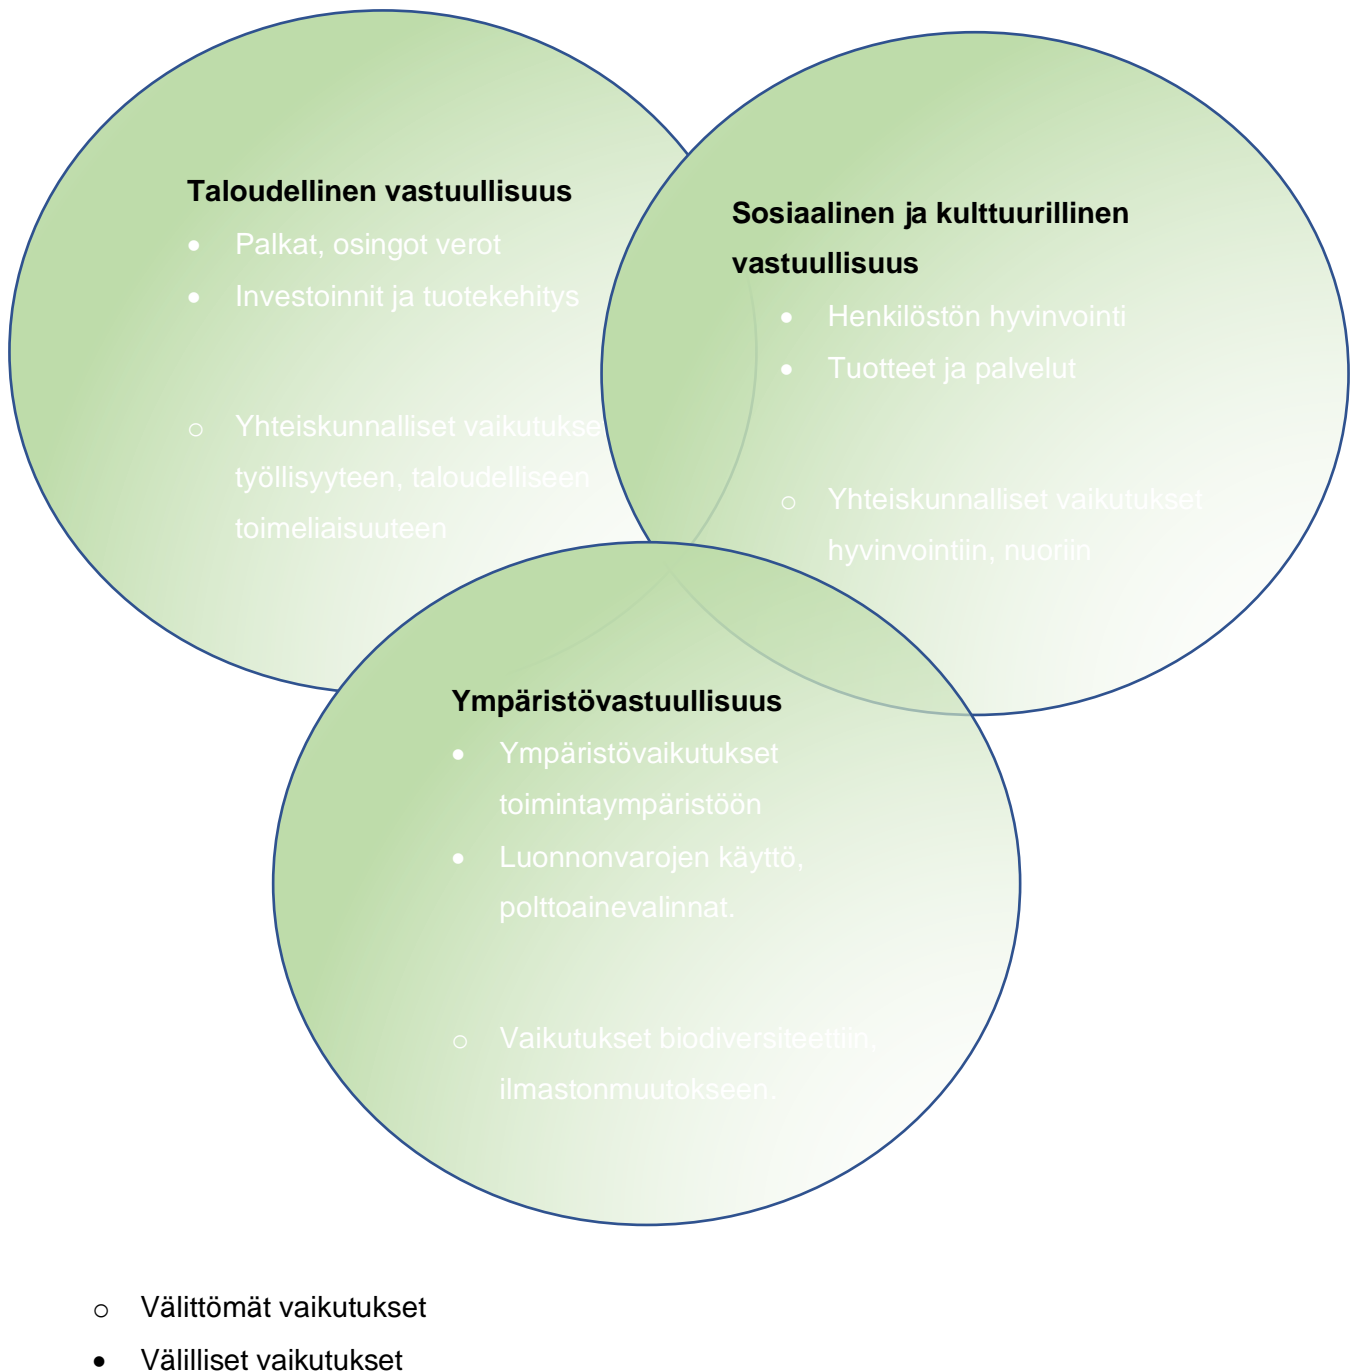 Taloudellinen vastuullisuus
• Palkat, osingot verot
• Investoinnit ja tuotekehitys
o Yhteiskunnalliset vaikutukse
työllisyyteen, taloudelliseen
toimeliaisuuteen
Sosiaalinen ja kulttuurillinen
vastuullisuus
• Henkilöstön hyvinvointi
• Tuotteet ja palvelut
o Yhteiskunnalliset vaikutukset
hyvinvointiin, nuoriin
Ympäristövastuullisuus
• Ympäristövaikutukset
toimintaympäristöön
• Luonnonvarojen käyttö,
polttoainevalinnat.
o Vaikutukset biodiversiteettiin,
ilmastonmuutokseen.
o Välittömät vaikutukset
• Välilliset vaikutukset